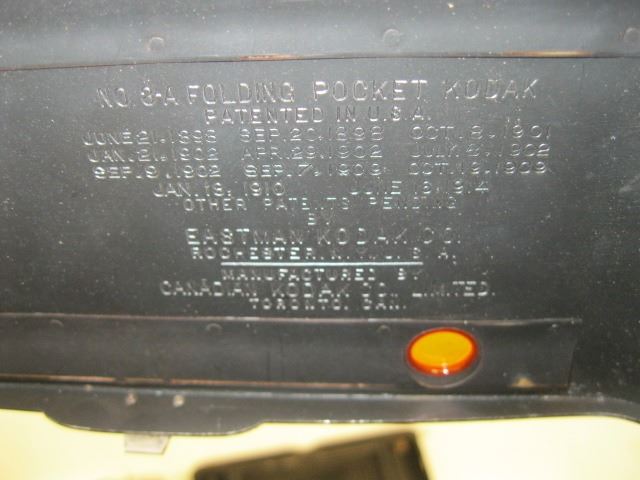 NO. 3-A FOLDING POCKET KODAK
PATENTED IN U.S.A.
JUNE 21, 1898 SEP. 20, 1898 OCT. 8, 1901
JAN. 21, 1902 APR. 29, 1902 JULY 8, 1902
SEP. 9, 1902 SEP. 7, 1909 OCT. 19, 1909
JAN. 18, 1910 JUNE 16, 1914
OTHER PATENTS PENDING
BY
EASTMAN KODAK CO.
ROCHESTER, N.Y., U.S.A.
MANUFACTURED BY
CANADIAN KODAK CO. LIMITED.
TORONTO, CAN.